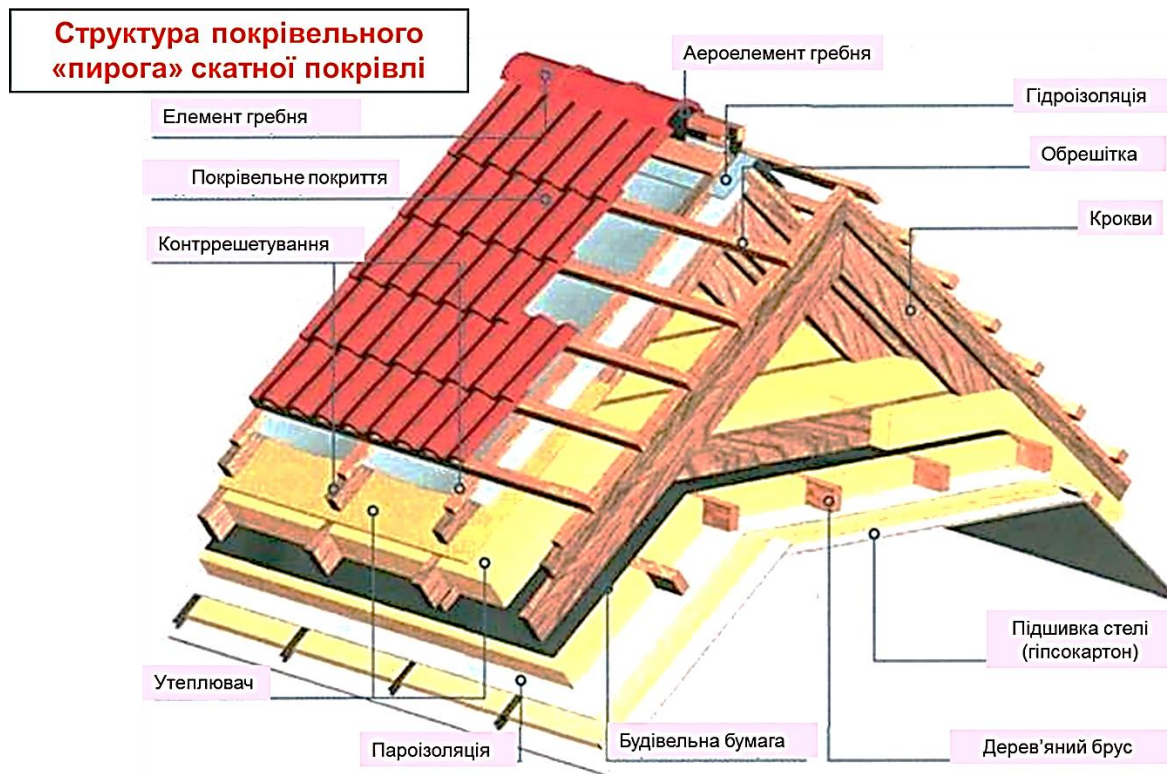 Структура покрівельного
«пирога» скатної покрівлі
Аероелемент гребня
Елемент гребня
Гідроізоляція
Обрешітка
Покрівельне покриття
Крокви
Контррешетування
Підшивка стелі
(гіпсокартон)
Утеплювач
Пароізоляція
Будівельна бумага
Дерев’яний брус